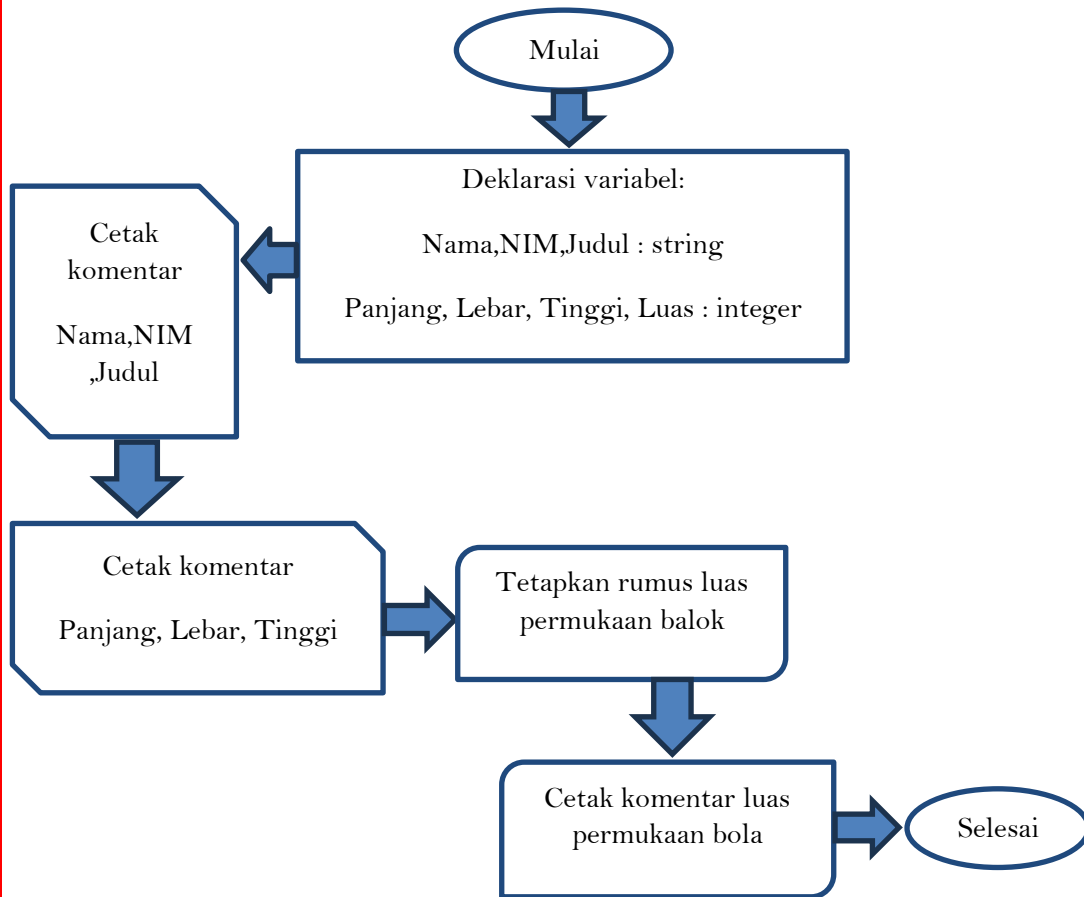 Mulai
Deklarasi variabel:
Nama,NIM,Judul : string
Panjang, Lebar, Tinggi, Luas : integer
Cetak
komentar
Nama,NIM
,Judul
Cetak komentar
Panjang, Lebar, Tinggi
Tetapkan rumus luas
permukaan balok
Cetak komentar luas
permukaan bola
Selesai